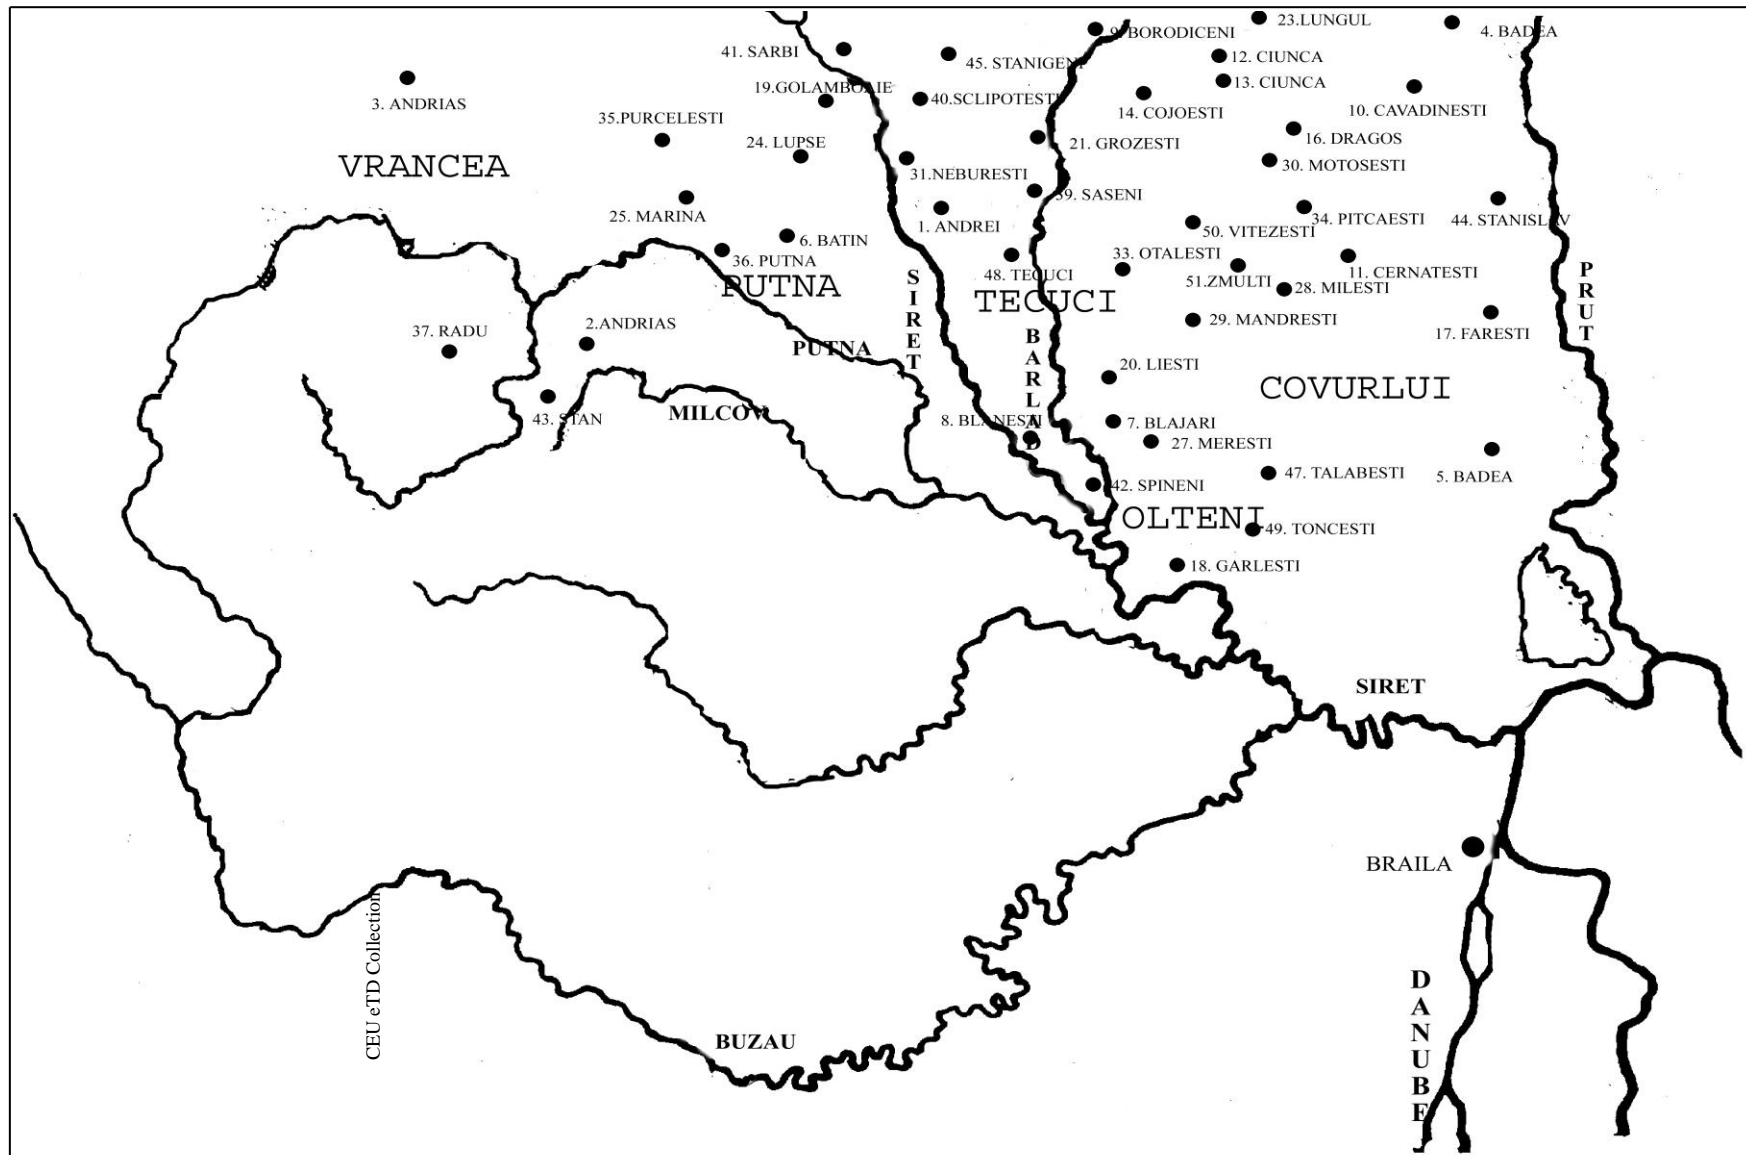 23.LUNGUL
9. BORODICENI
4. BADEA
41. SARBI
12. CIUNCA
45. STANIGENI
13. CIUNCA
19.GOLAMBOAIE
3. ANDRIAS
40.SCLIPOTESTI
14. COJOESTI
10. CAVADINESTI
35.PURCELESTI
16. DRAGOS
24. LUPSE
21. GROZESTI
VRANCEA
30. MOTOSESTI
31.NEBURESTI
39. SASENI
25. MARINA
1. ANDREI
34. PITCAESTI
44. STANISLAV
50. VITEZESTI
6. BATIN
36. PUTNA
33. OTALESTI
48. TECUCI
11. CERNATESTI
51.ZMULTI
28. MILESTI
PUTNA
SIRET
TECUCI
PRUT
29. MANDRESTI
17. FARESTI
37. RADU
2.ANDRIAS
PUTNA
BARLAD
20. LIESTI
COVURLUI
MILCOV
43. STAN
8. BLANESTI
7. BLAJARI
27. MERESTI
47. TALABESTI
5. BADEA
42. SPINENI
OLTENI
49. TONCESTI
18. GARLESTI
SIRET
BRAILA
CEU eTD Collection
DANUBE
BUZAU